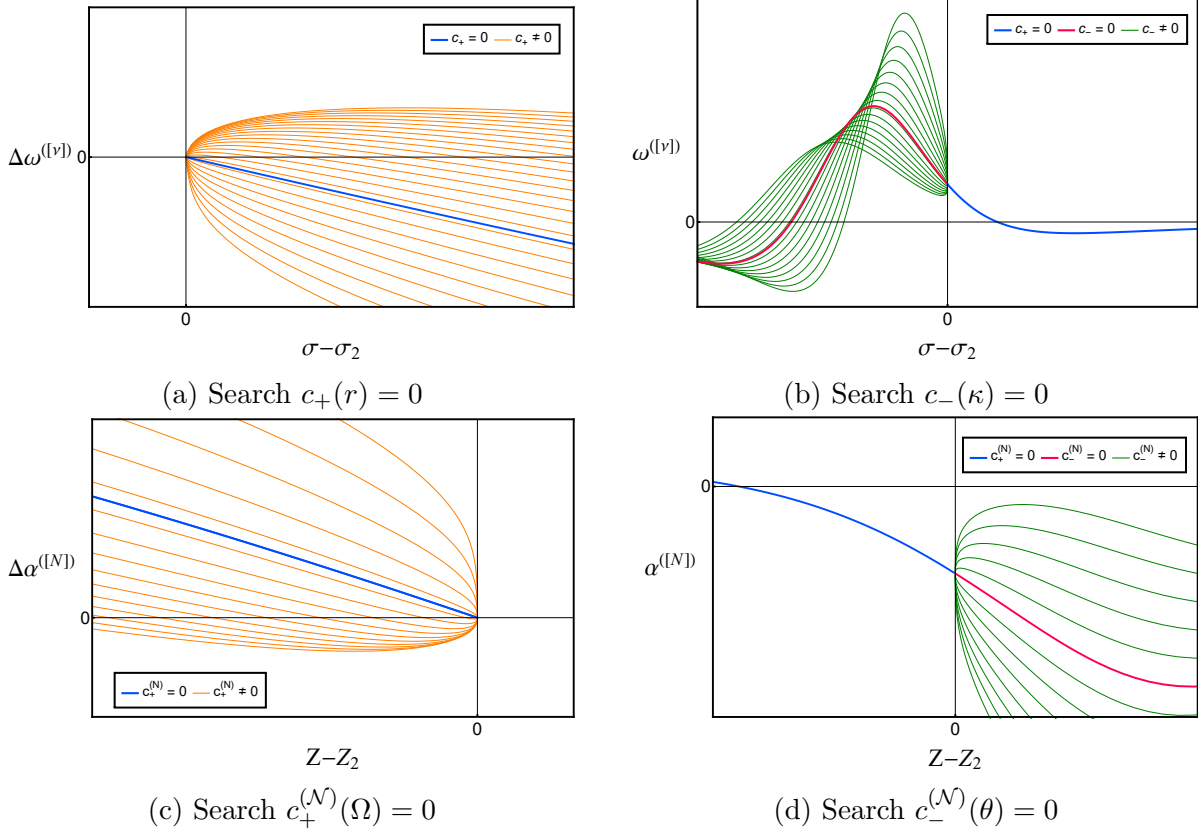 c₊ = 0 c₊ ≠ 0
Δω^([ν])
0
0
σ−σ₂
(a) Search c₊(r) = 0
c₊ = 0 c₋ = 0 c₋ ≠ 0
ω^([ν])
0
0
σ−σ₂
(b) Search c₋(κ) = 0
Δα^([N])
0
c₊^(N) = 0 c₊^(N) ≠ 0
0
Z−Z₂
(c) Search c₊^(𝒩)(Ω) = 0
c₊^(N) = 0 c₋^(N) = 0 c₋^(N) ≠ 0
0
α^([N])
0
Z−Z₂
(d) Search c₋^(𝒩)(θ) = 0